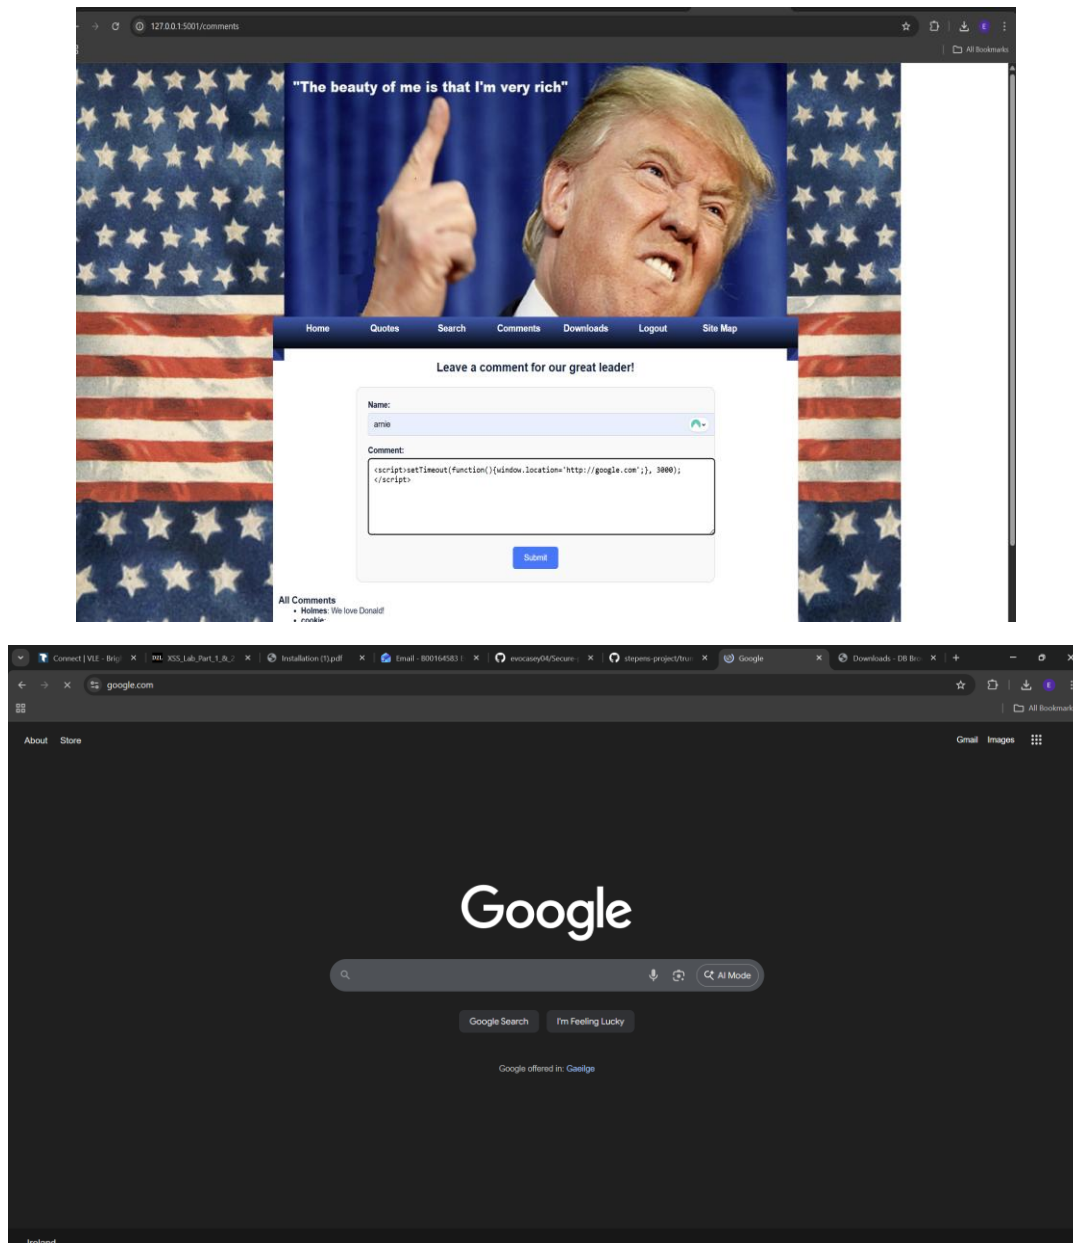 127.0.0.1:5001/comments
All Bookmarks
"The beauty of me is that I'm very rich"
Home Quotes Search Comments Downloads Logout Site Map
Leave a comment for our great leader!
Name:
arnie
Comment:
<script>setTimeout(function(){window.location='http://google.com';}, 3000);
</script>
Submit
All Comments
Holmes: We love Donald!
cookie:
Connect | VLE - Brig XSS_Lab_Part_1_&_2 Installation (1).pdf Email - B00164583 evocasey04/Secure- stepens-project/trun Google Downloads - DB Bro
google.com
All Bookmark
About Store
Gmail Images
Google
AI Mode
Google Search I'm Feeling Lucky
Google offered in: Gaeilge
Ireland